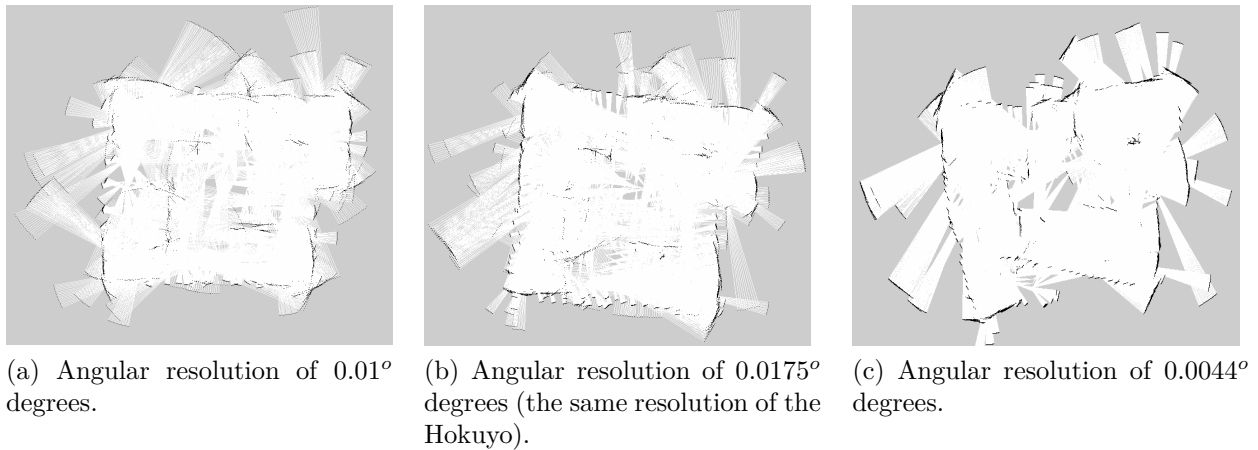 (a) Angular resolution of 0.01° 
degrees.
(b) Angular resolution of 0.0175° 
degrees (the same resolution of the
Hokuyo).
(c) Angular resolution of 0.0044° 
degrees.